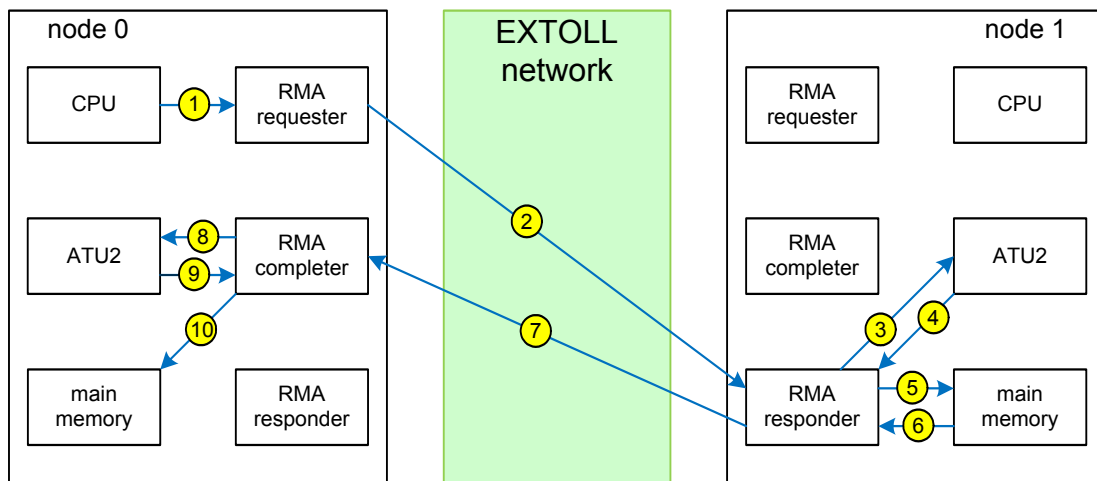 node 0
EXTOLL
network
node 1
CPU
1
RMA
requester
RMA
requester
CPU
2
ATU2
8
9
RMA
completer
RMA
completer
ATU2
10
7
3
4
main
memory
RMA
responder
RMA
responder
5
6
main
memory